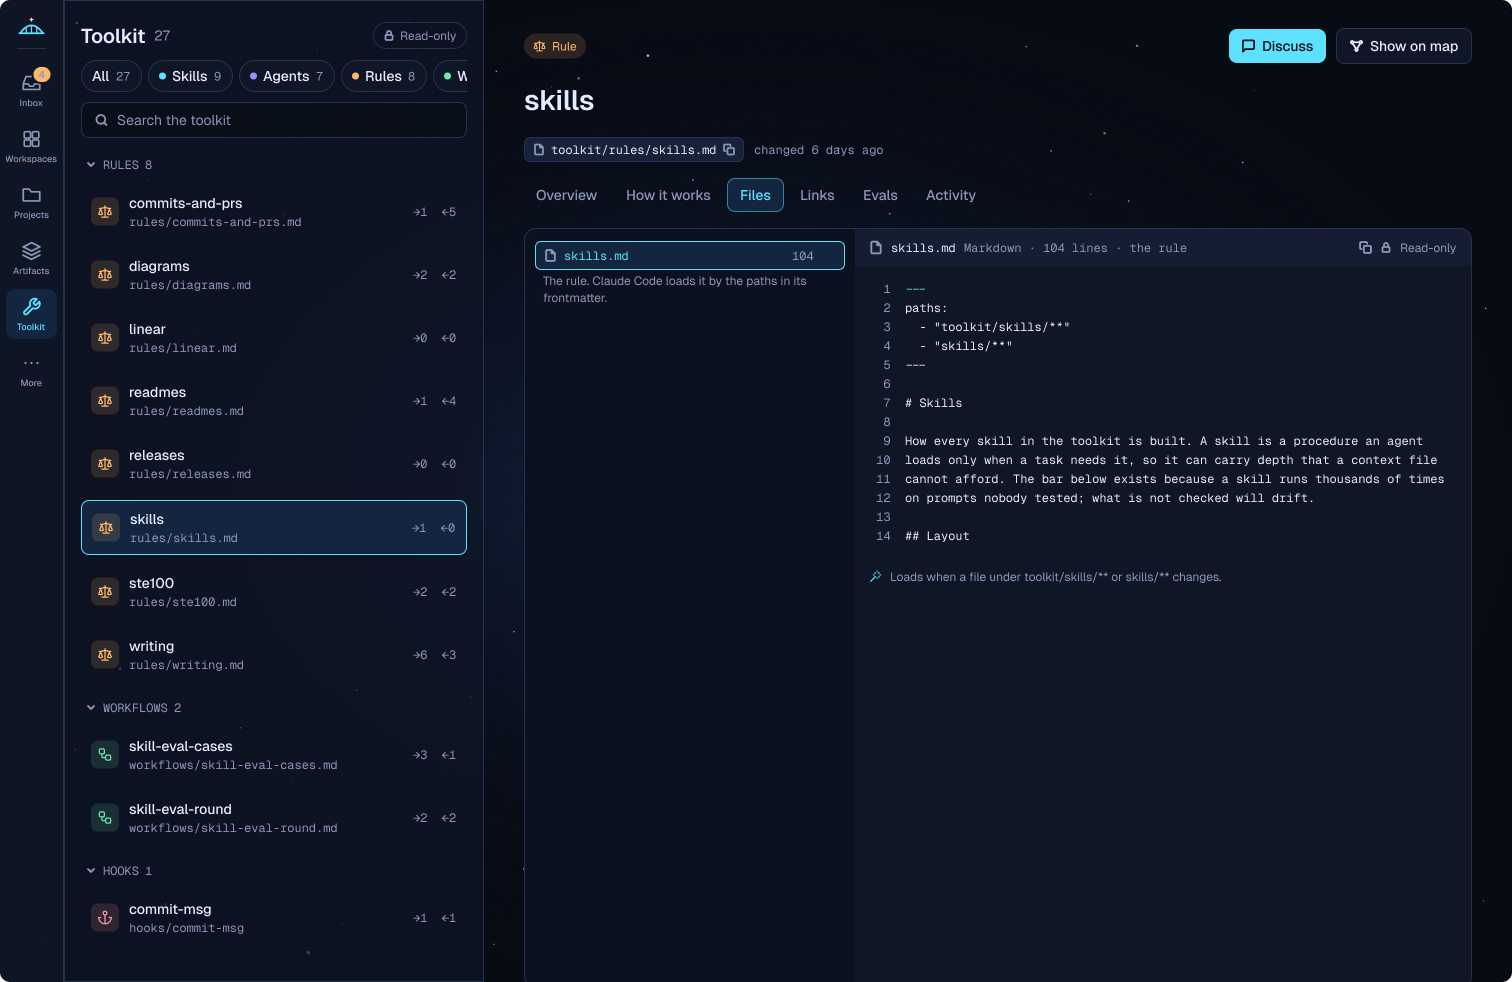 4
Inbox
Workspaces
Projects
Artifacts
Toolkit
More
Toolkit 27
Read-only
All 27
Skills 9
Agents 7
Rules 8
W
Search the toolkit
RULES 8
commits-and-prs
rules/commits-and-prs.md
→1 ←5
diagrams
rules/diagrams.md
→2 ←2
linear
rules/linear.md
→0 ←0
readmes
rules/readmes.md
→1 ←4
releases
rules/releases.md
→0 ←0
skills
rules/skills.md
→1 ←0
ste100
rules/ste100.md
→2 ←2
writing
rules/writing.md
→6 ←3
WORKFLOWS 2
skill-eval-cases
workflows/skill-eval-cases.md
→3 ←1
skill-eval-round
workflows/skill-eval-round.md
→2 ←2
HOOKS 1
commit-msg
hooks/commit-msg
→1 ←1
Rule
Discuss
Show on map
skills
toolkit/rules/skills.md
changed 6 days ago
Overview
How it works
Files
Links
Evals
Activity
skills.md 104
The rule. Claude Code loads it by the paths in its
frontmatter.
skills.md Markdown · 104 lines · the rule
Read-only
1 ---
2 paths:
3 - "toolkit/skills/**"
4 - "skills/**"
5 ---
6
7 # Skills
8
9 How every skill in the toolkit is built. A skill is a procedure an agent
10 loads only when a task needs it, so it can carry depth that a context file
11 cannot afford. The bar below exists because a skill runs thousands of times
12 on prompts nobody tested; what is not checked will drift.
13
14 ## Layout
Loads when a file under toolkit/skills/** or skills/** changes.